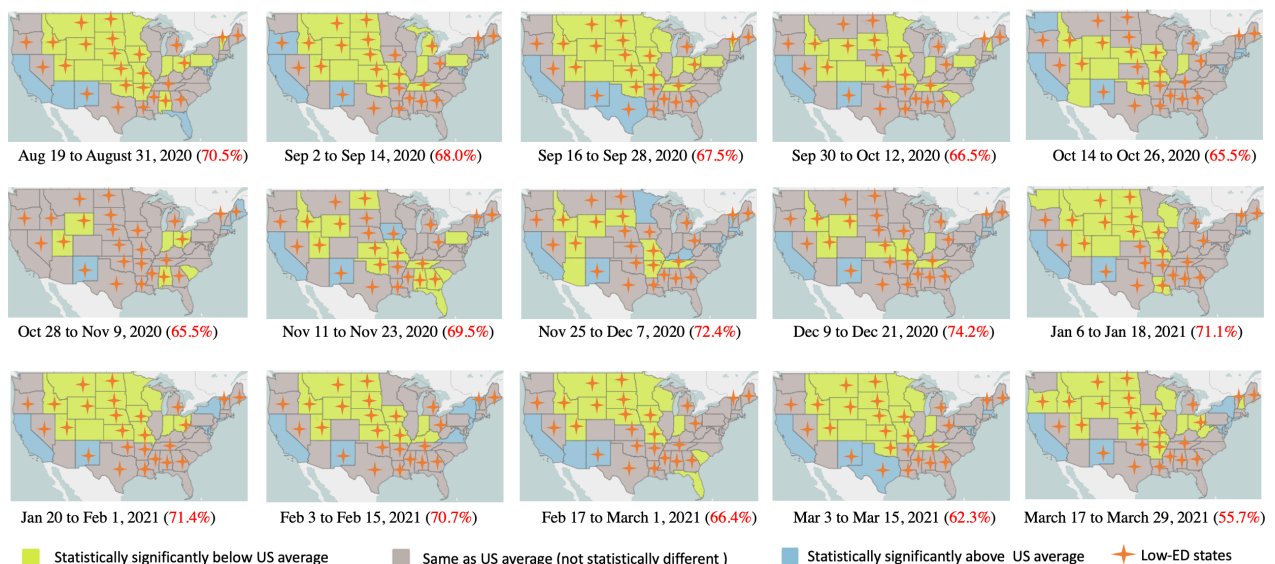 Aug 19 to August 31, 2020 (70.5%)
Sep 2 to Sep 14, 2020 (68.0%)
Sep 16 to Sep 28, 2020 (67.5%)
Sep 30 to Oct 12, 2020 (66.5%)
Oct 14 to Oct 26, 2020 (65.5%)
Oct 28 to Nov 9, 2020 (65.5%)
Nov 11 to Nov 23, 2020 (69.5%)
Nov 25 to Dec 7, 2020 (72.4%)
Dec 9 to Dec 21, 2020 (74.2%)
Jan 6 to Jan 18, 2021 (71.1%)
Jan 20 to Feb 1, 2021 (71.4%)
Feb 3 to Feb 15, 2021 (70.7%)
Feb 17 to March 1, 2021 (66.4%)
Mar 3 to Mar 15, 2021 (62.3%)
March 17 to March 29, 2021 (55.7%)
Statistically significantly below US average
Same as US average (not statistically different )
Statistically significantly above US average
Low-ED states